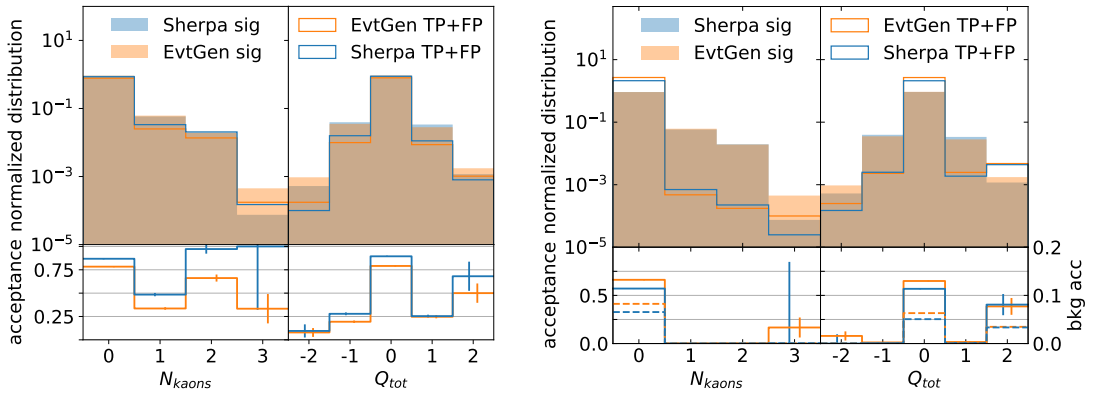 Sherpa sig
EvtGen sig
EvtGen TP+FP
Sherpa TP+FP
acceptance normalized distribution
10¹
10⁻¹
10⁻³
10⁻⁵
0.75
0.25
0 1 2 3
-2 -1 0 1 2
N_kaons
Q_tot
Sherpa sig
EvtGen sig
EvtGen TP+FP
Sherpa TP+FP
acceptance normalized distribution
10¹
10⁻¹
10⁻³
10⁻⁵
0.5
0.0
0.2
0.1
0.0
bkg acc
0 1 2 3
-2 -1 0 1 2
N_kaons
Q_tot